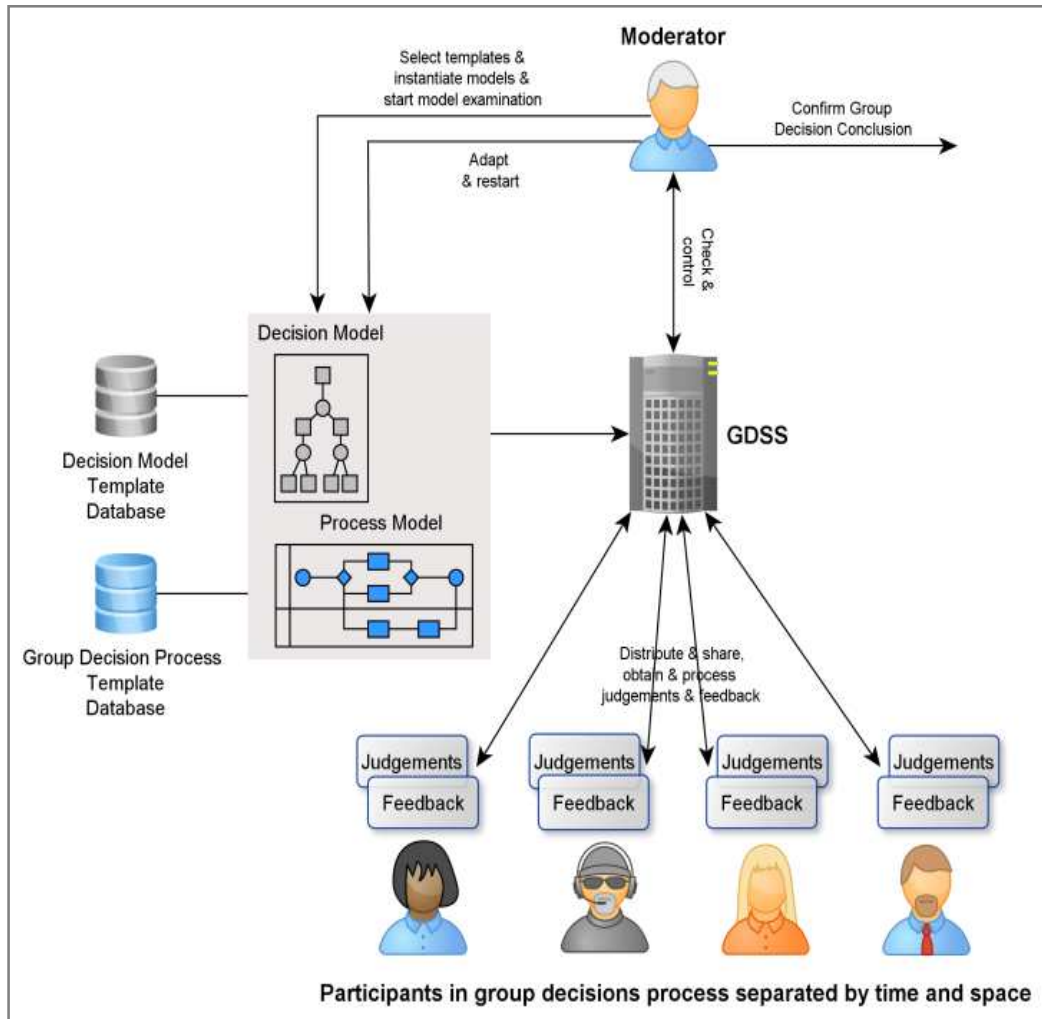 Moderator
Select templates &
instantiate models &
start model examination
Confirm Group
Decision Conclusion
Adapt
& restart
Check &
control
Decision Model
GDSS
Decision Model
Template
Database
Process Model
Group Decision Process
Template
Database
Distribute & share,
obtain & process
judgements & feedback
Judgements
Feedback
Judgements
Feedback
Judgements
Feedback
Judgements
Feedback
Participants in group decisions process separated by time and space